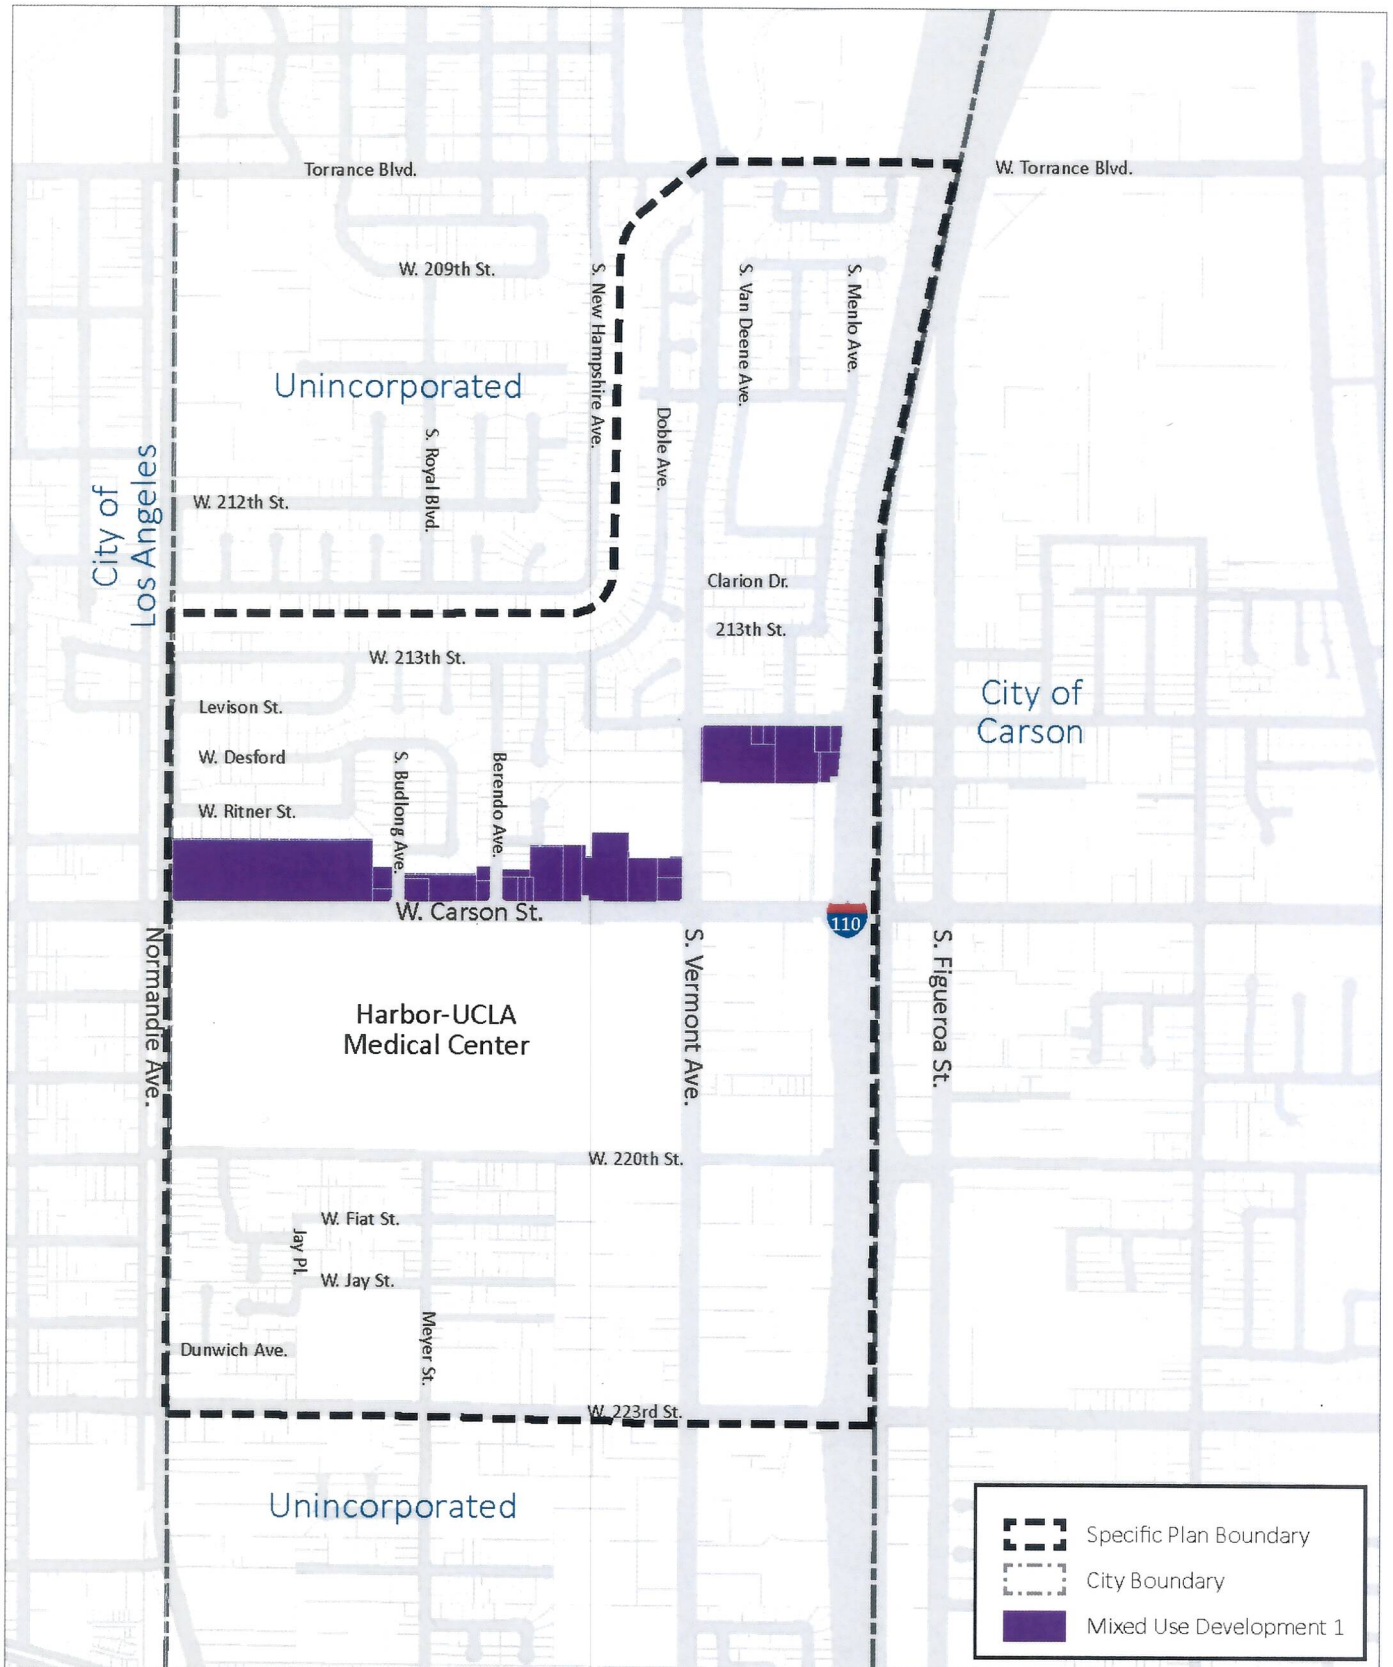 Torrance Blvd.
W. Torrance Blvd.
W. 209th St.
S. New Hampshire Ave.
S. Van Deene Ave.
S. Menlo Ave.
Unincorporated
Doble Ave.
S. Royal Blvd.
City of
Los Angeles
W. 212th St.
Clarion Dr.
213th St.
W. 213th St.
City of
Carson
Levison St.
W. Desford
S. Budlong Ave.
Berendo Ave.
W. Ritner St.
W. Carson St.
110
Normandie Ave.
S. Vermont Ave.
S. Figueroa St.
Harbor-UCLA
Medical Center
W. 220th St.
W. Fiat St.
Jay Pl.
W. Jay St.
Meyer St.
Dunwich Ave.
W. 223rd St.
Unincorporated
Specific Plan Boundary
City Boundary
Mixed Use Development 1